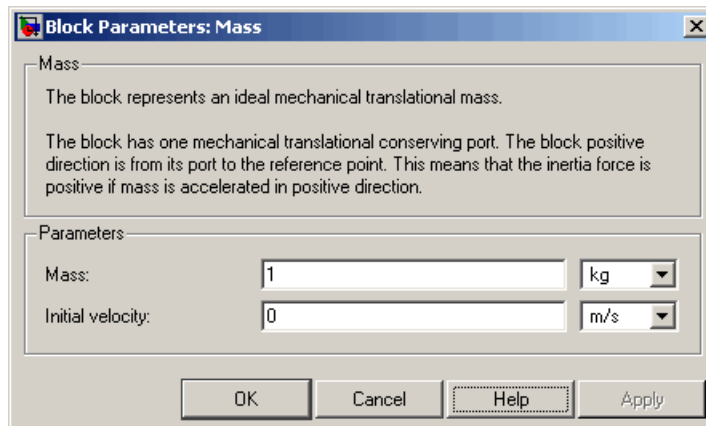 Block Parameters: Mass
Mass
The block represents an ideal mechanical translational mass.
The block has one mechanical translational conserving port. The block positive
direction is from its port to the reference point. This means that the inertia force is
positive if mass is accelerated in positive direction.
Parameters
Mass: 1 kg
Initial velocity: 0 m/s
OK Cancel Help Apply